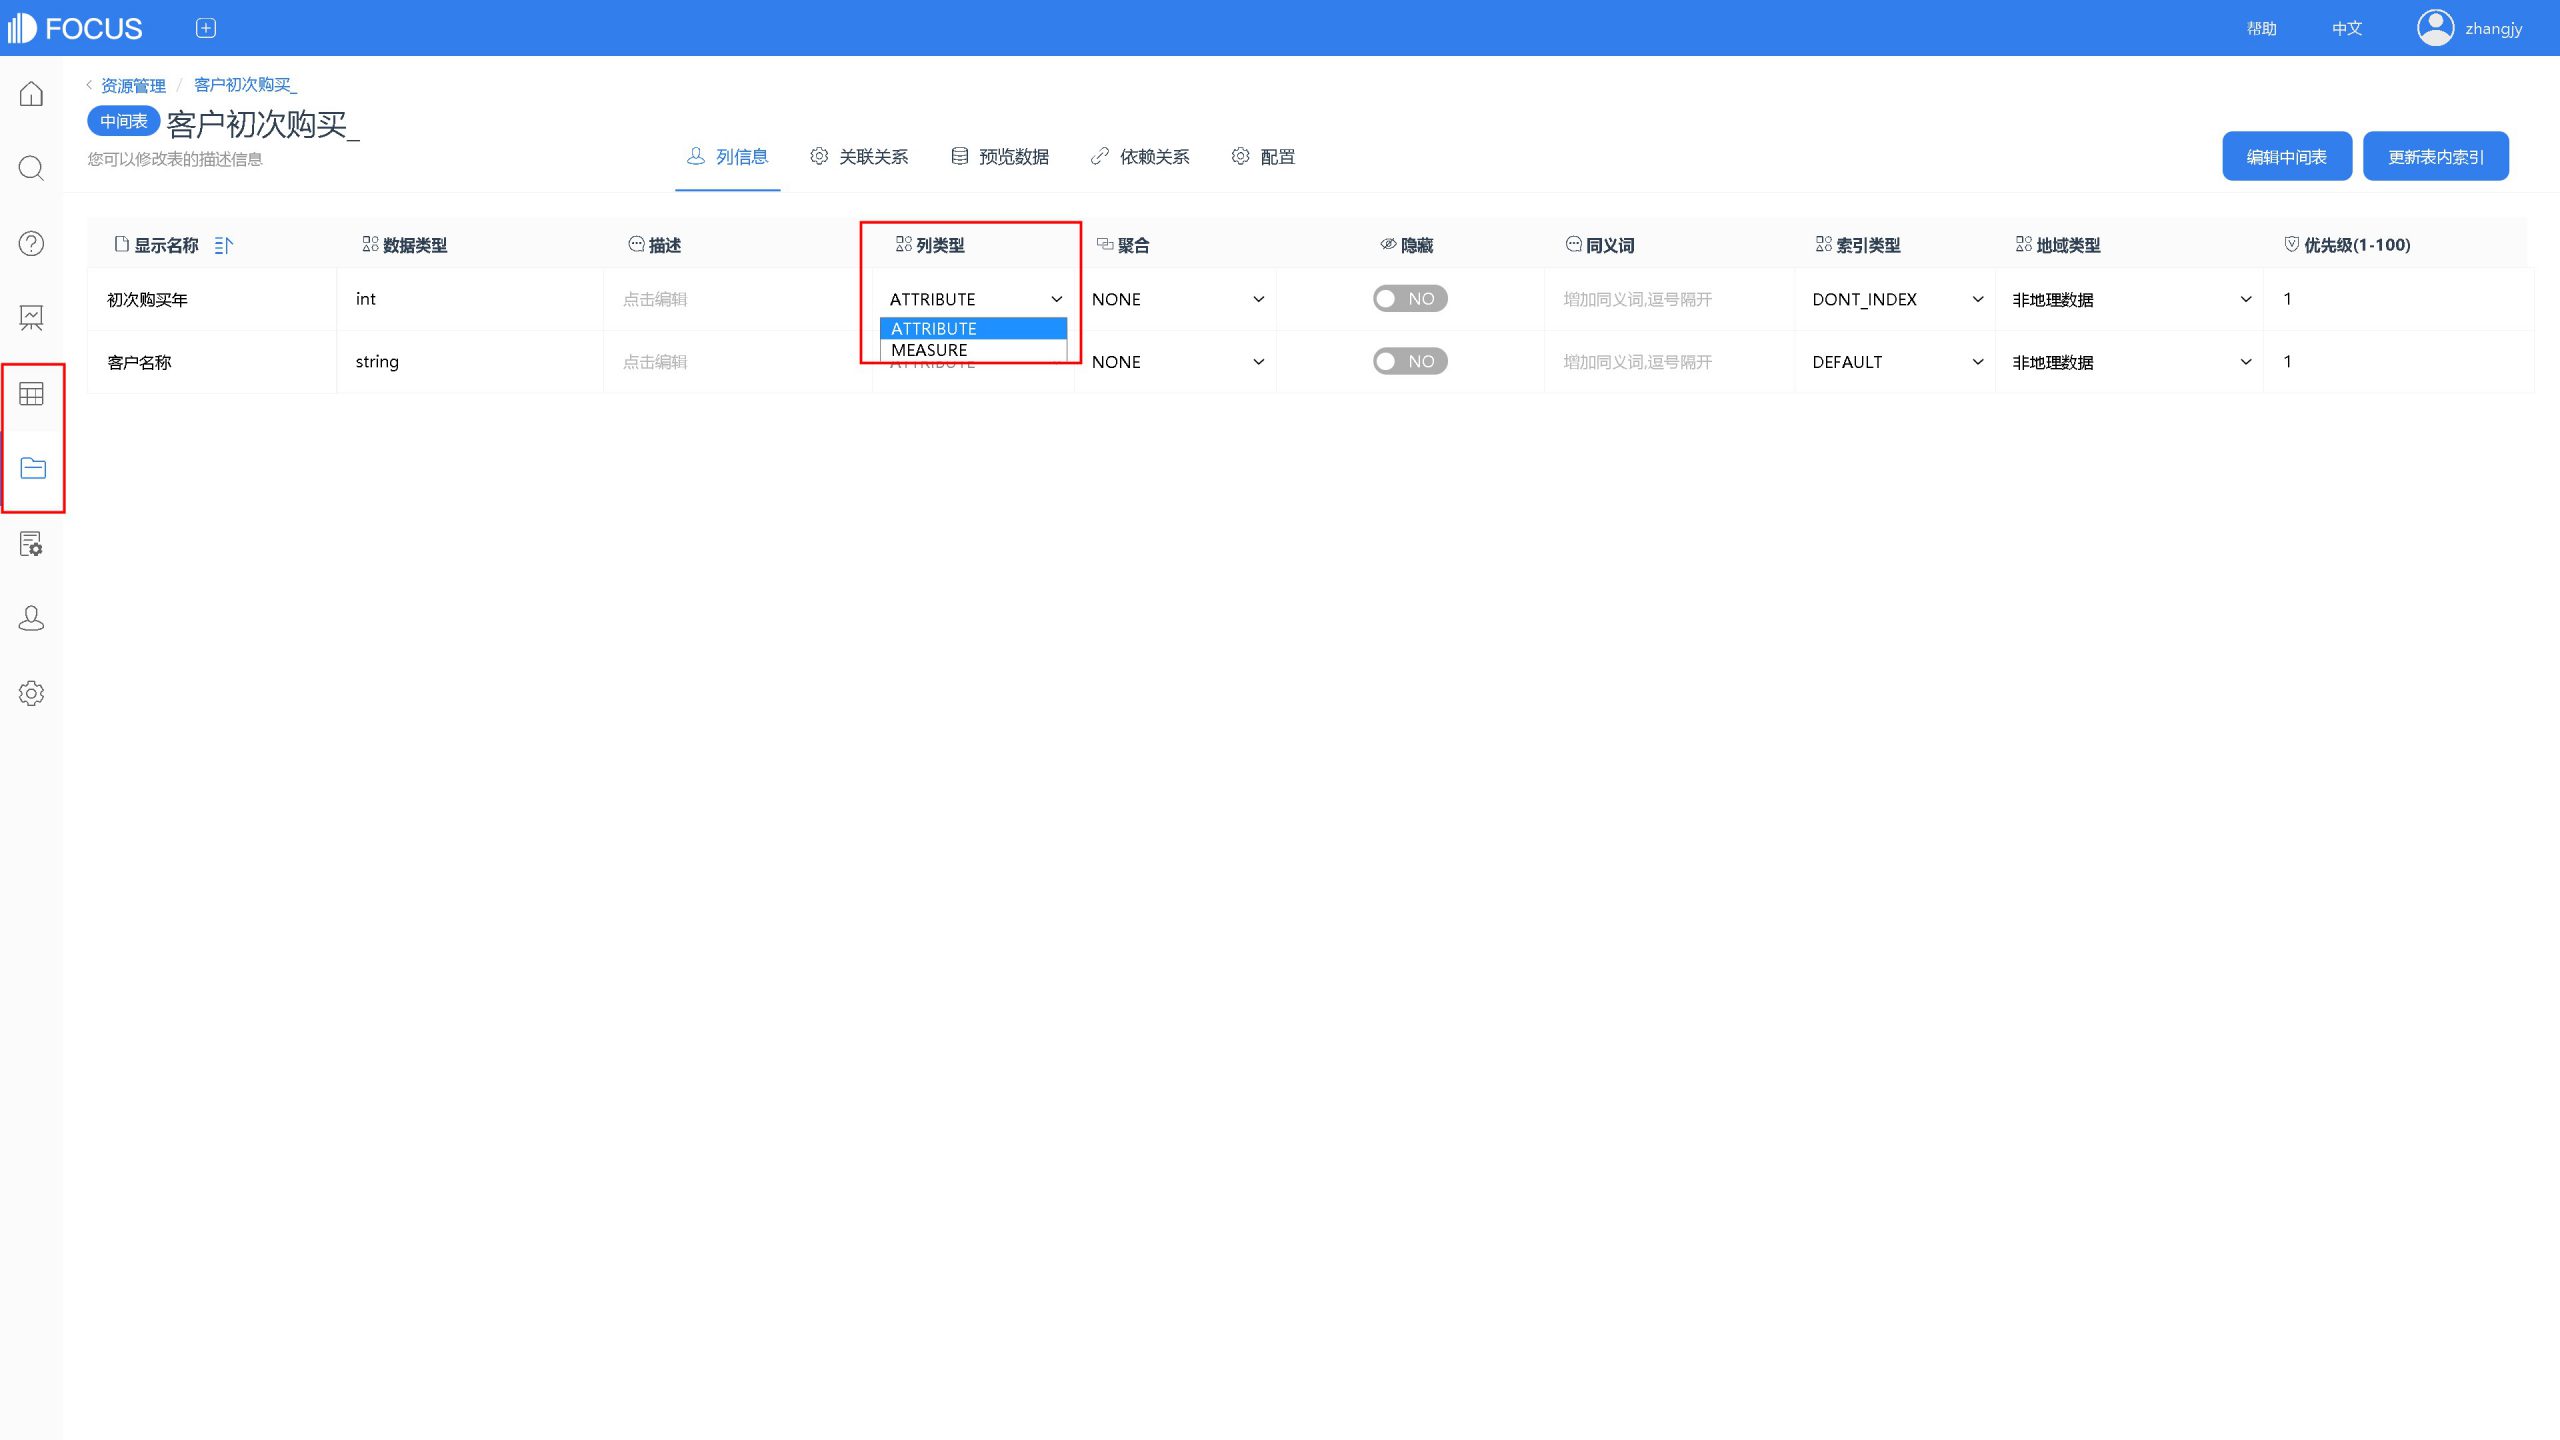 FOCUS
帮助
中文
zhangjy
资源管理 / 客户初次购买_
中间表 客户初次购买_
您可以修改表的描述信息
列信息
关联关系
预览数据
依赖关系
配置
编辑中间表
更新表内索引
显示名称 数据类型 描述 列类型 聚合 隐藏 同义词 索引类型 地域类型 优先级(1-100)
初次购买年 int 点击编辑 ATTRIBUTE NONE NO 增加同义词,逗号隔开 DONT_INDEX 非地理数据 1
ATTRIBUTE
MEASURE
客户名称 string 点击编辑 ATTRIBUTE NONE NO 增加同义词,逗号隔开 DEFAULT 非地理数据 1